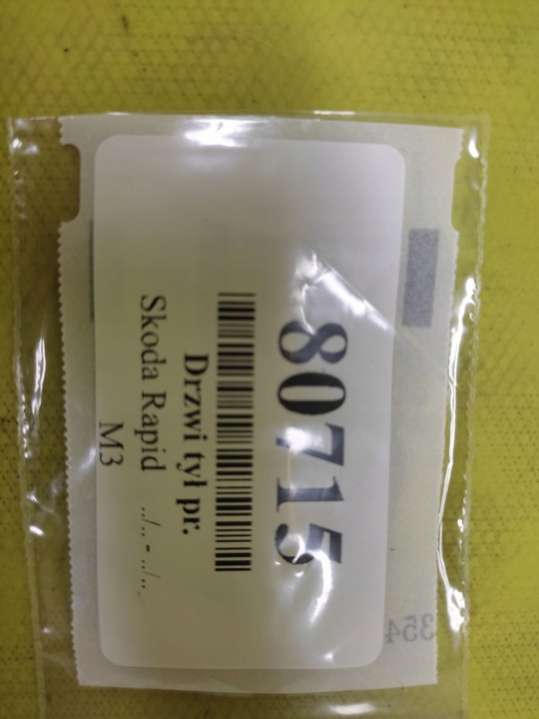 80715
Drzwi tył pr.
Skoda Rapid ../.. - ../..
M3
354